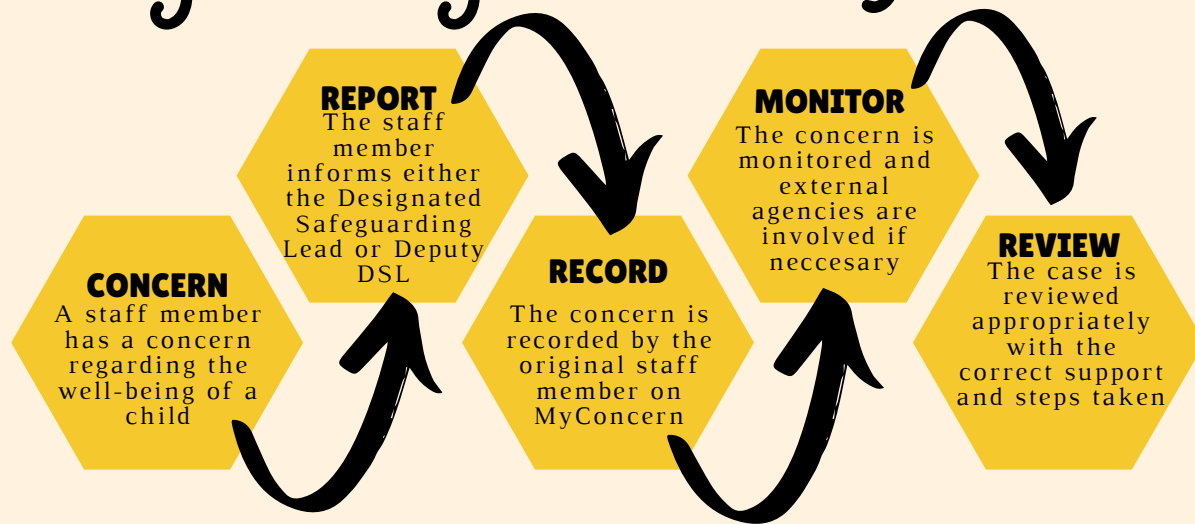 CONCERN
A staff member
has a concern
regarding the
well-being of a
child
REPORT
The staff
member
informs either
the Designated
Safeguarding
Lead or Deputy
DSL
RECORD
The concern is
recorded by the
original staff
member on
MyConcern
MONITOR
The concern is
monitored and
external
agencies are
involved if
neccesary
REVIEW
The case is
reviewed
appropriately
with the
correct support
and steps taken